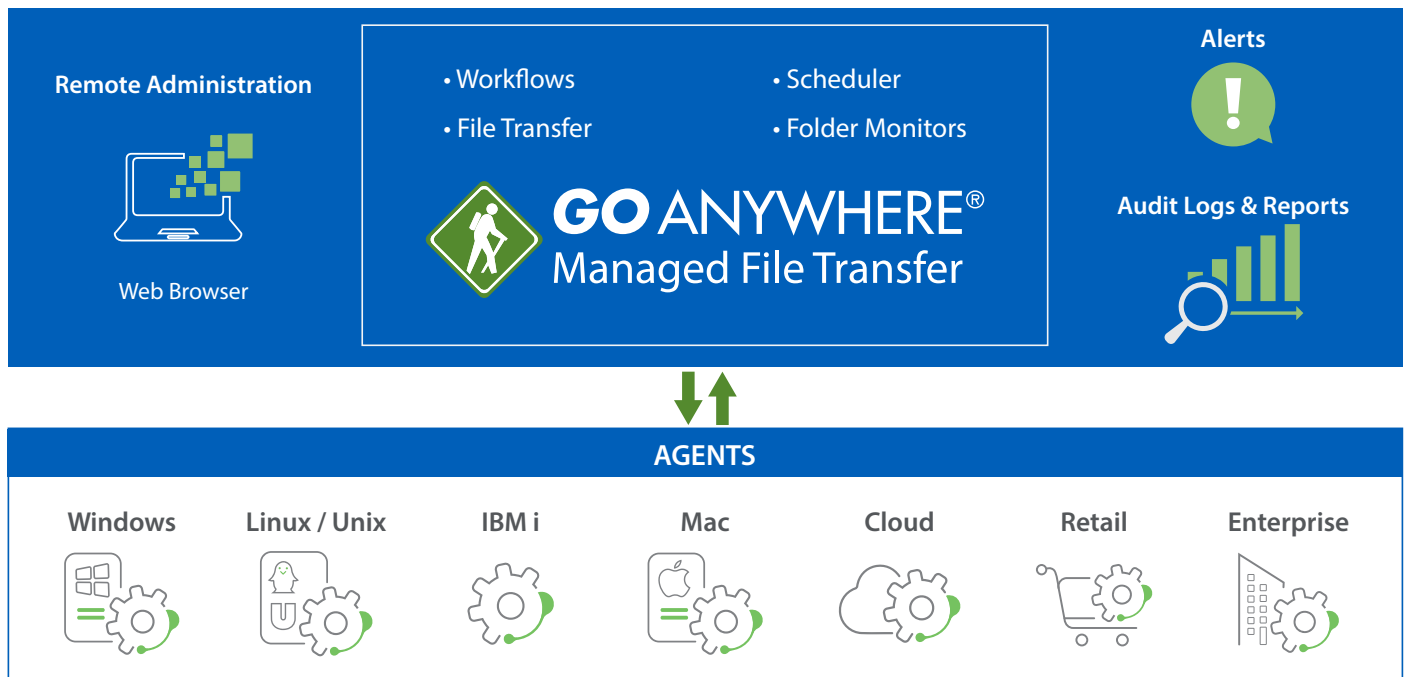 Remote Administration
Web Browser
• Workflows
• File Transfer
• Scheduler
• Folder Monitors
GO ANYWHERE®
Managed File Transfer
Alerts
!
Audit Logs & Reports
AGENTS
Windows
Linux / Unix
U
IBM i
Mac
Cloud
Retail
Enterprise